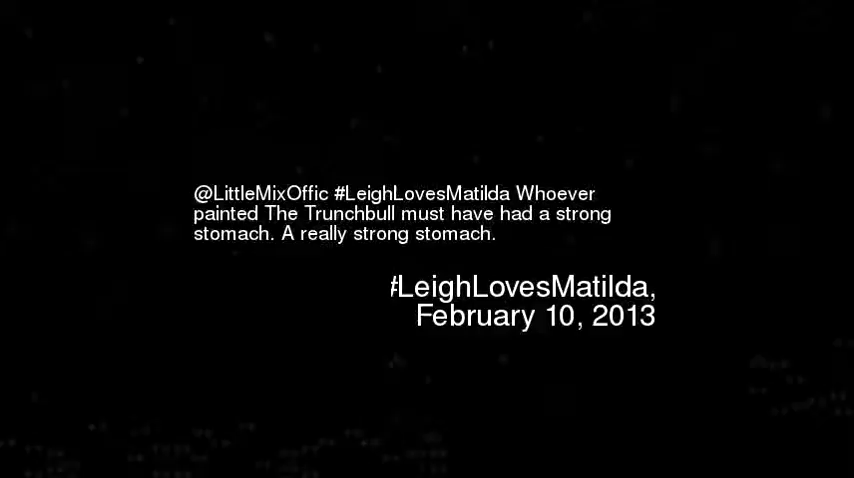 @LittleMixOffic #LeighLovesMatilda Whoever
painted The Trunchbull must have had a strong
stomach. A really strong stomach.
#LeighLovesMatilda,
February 10, 2013